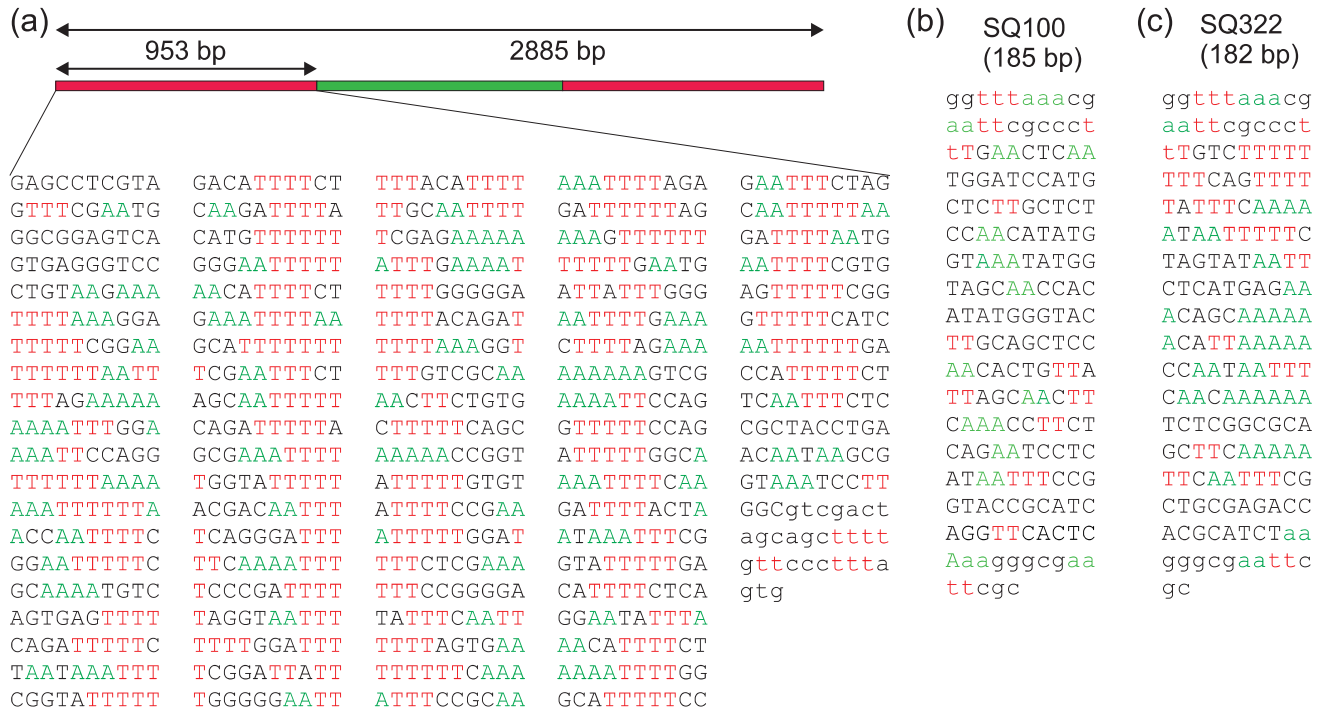 (a)
953 bp
2885 bp
GAGCCTCGTA GACATTTTCT TTTACATTTT AAATTTTAGA GAATTTCTAG
GTTTCGAATG CAAGATTTTA TTGCAATTTT GATTTTTTAG CAATTTTTAA
GGCGGAGTCA CATGTTTTTT TCGAGAAAAA AAAGTTTTTT GATTTTAATG
GTGAGGGTCC GGGAATTTTT ATTTGAAAAT TTTTTGAATG AATTTTCGTG
CTGTAAGAAA AACATTTTCT TTTTGGGGGA ATTATTTGGG AGTTTTTCGG
TTTTAAAGGA GAAATTTTAA TTTTACAGAT AATTTTGAAA GTTTTTCATC
TTTTTCGGAA GCATTTTTTT TTTTAAAGGT CTTTTAGAAA AATTTTTTGA
TTTTTTAATT TCGAATTTCT TTTGTCGCAA AAAAAAGTCG CCATTTTTCT
TTTAGAAAAA AGCAATTTTT AACTTCTGTG AAAATTCCAG TCAATTTCTC
AAAATTTGGA CAGATTTTTA CTTTTTCAGC GTTTTTCCAG CGCTACCTGA
AAATTCCAGG GCGAAATTTT AAAAACCGGT ATTTTTGGCA ACAATAAGCG
TTTTTTAAAA TGGTATTTTT ATTTTTGTGT AAAATTTCAA GTAAATCCTT
AAATTTTTTA ACGACAATTT ATTTTCCGAA GATTTTACTA GGCgtcgact
ACCAATTTTT TCAGGGATTT ATTTTTGGAT ATAAATTTCG agcagctttt
GGAATTTTTC TTCAAAATTT TTTCTCGAAA GTATTTTTGA gttccctttа
GCAAAATGTC TCCCGATTTT TTTCCGGGGA CATTTTCTCA gtg
AGTGAGTTTT TAGGTAATTT TATTTCAATT GGAATATTTA
CAGATTTTTC TTTTGGATTT TTTTAGTGAA AACATTTTCT
TAATAAATTT TCGGATTATT TTTTTTCAAA AAAATTTTGG
CGGTATTTTT TGGGGGAATT ATTTCCGCAA GCATTTTTCC
(b)
SQ100
(185 bp)
ggtttaaacg
aattcgccct
tTGAACTCAA
TGGATCCATG
CTCTTGCTCT
CCAACATATG
GTAAATATGG
TAGCAACCAC
ATATGGGTAC
TTGCAGCTCC
AACACTGTTA
TTAGCAACTT
CAAACCTTCT
CAGAATCCTC
ATAATTTCCG
GTACCGCATC
AGGTTCACTC
Aaagggcgaa
ttcgc
(c)
SQ322
(182 bp)
ggtttaaacg
aattcgccct
tTGTCTTTTT
TTTCAGTTTT
TATTTCAAAA
ATAATTTTTC
TAGTATAATT
CTCATGAGAA
ACAGCAAAAA
ACATTAAAAA
CCAATAATTT
CAACAAAAAA
TCTCGGCGCA
GCTTCAAAAA
TTCAATTTCG
CTGCGAGACC
ACGCATCTaa
gggcgaattc
gc